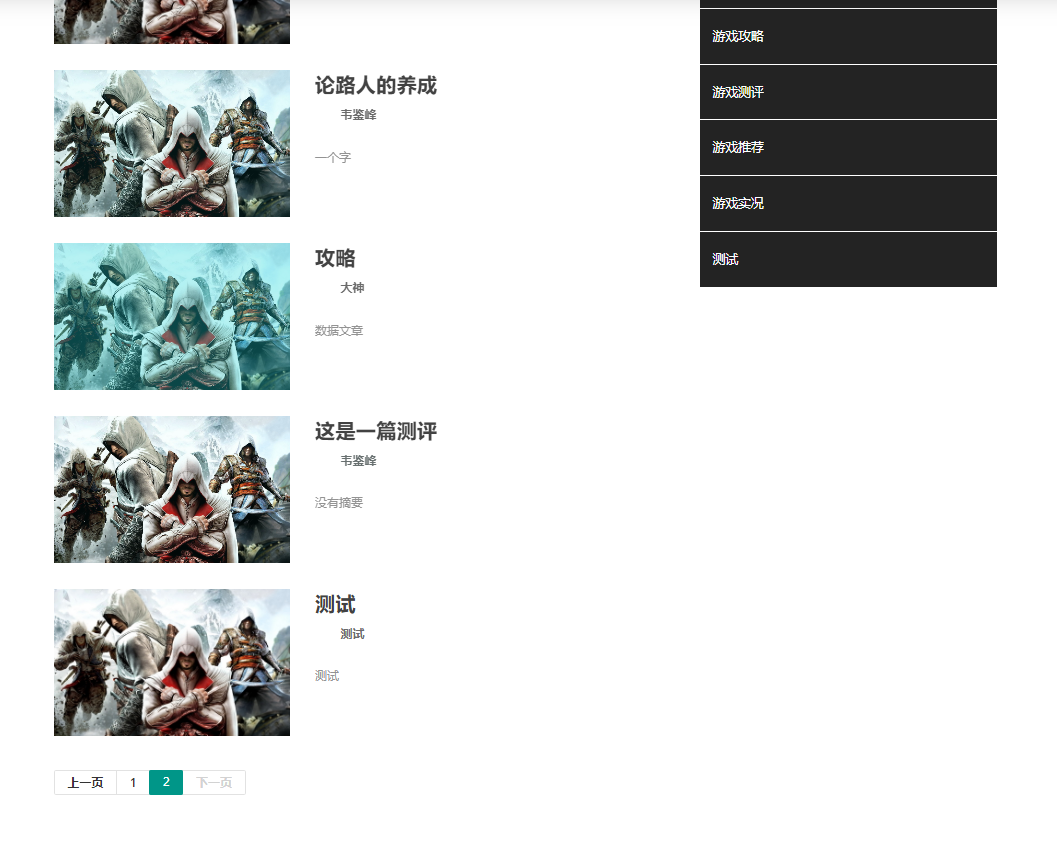 论路人的养成
韦鉴峰
一个字
攻略
大神
数据文章
这是一篇测评
韦鉴峰
没有摘要
测试
测试
测试
上一页 1 2 下一页
游戏攻略
游戏测评
游戏推荐
游戏实况
测试